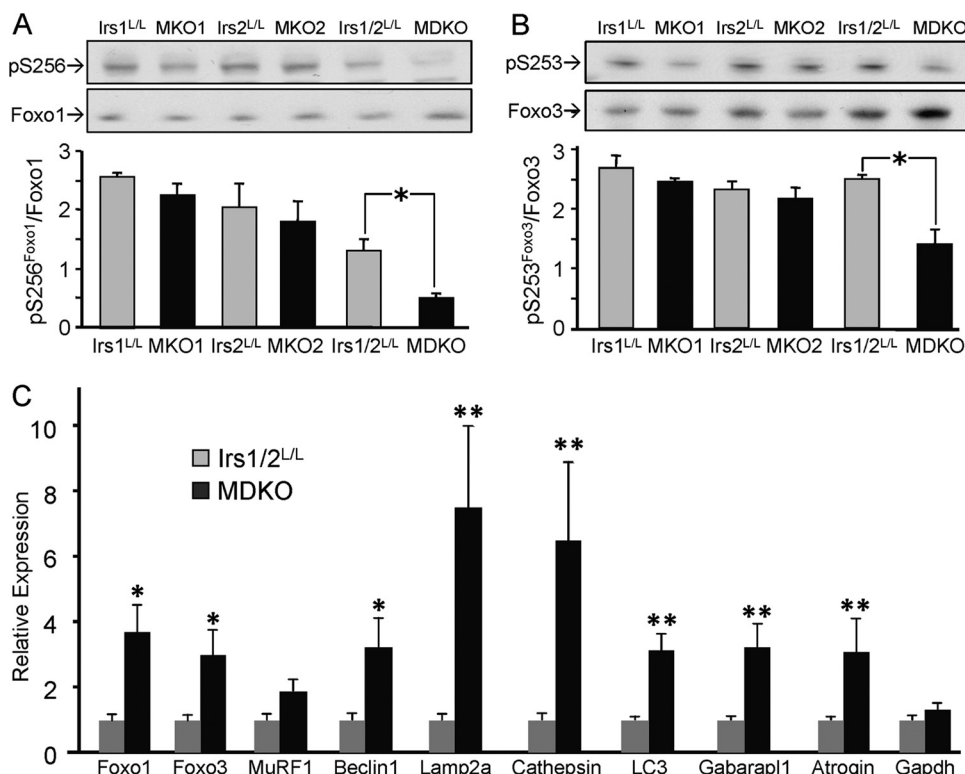 A
Irs1L/L MKO1 Irs2L/L MKO2 Irs1/2L/L MDKO
pS256→
Foxo1→
pS256Foxo1/Foxo1
3
2
1
0
*
Irs1L/L MKO1 Irs2L/L MKO2 Irs1/2L/L MDKO
B
Irs1L/L MKO1 Irs2L/L MKO2 Irs1/2L/L MDKO
pS253→
Foxo3→
pS253Foxo3/Foxo3
3
2
1
0
*
Irs1L/L MKO1 Irs2L/L MKO2 Irs1/2L/L MDKO
C
Relative Expression
10
8
6
4
2
0
Irs1/2L/L
MDKO
* * * ** ** ** ** **
Foxo1 Foxo3 MuRF1 Beclin1 Lamp2a Cathepsin LC3 Gabarapl1 Atrogin Gapdh